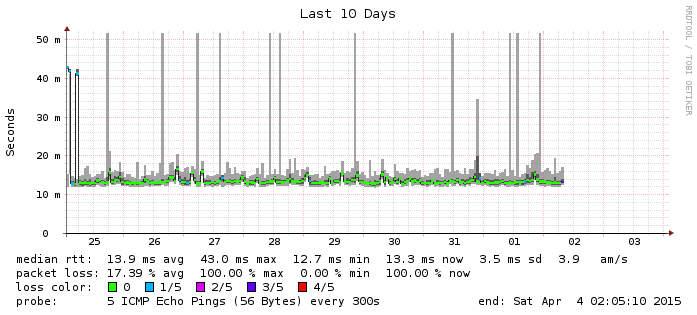 Last 10 Days
RRDTOOL / TOBI OETIKER
Seconds
50 m
40 m
30 m
20 m
10 m
0
25 26 27 28 29 30 31 01 02 03
median rtt: 13.9 ms avg 43.0 ms max 12.7 ms min 13.3 ms now 3.5 ms sd 3.9 am/s
packet loss: 17.39 % avg 100.00 % max 0.00 % min 100.00 % now
loss color: 0 1/5 2/5 3/5 4/5
probe: 5 ICMP Echo Pings (56 Bytes) every 300s end: Sat Apr 4 02:05:10 2015